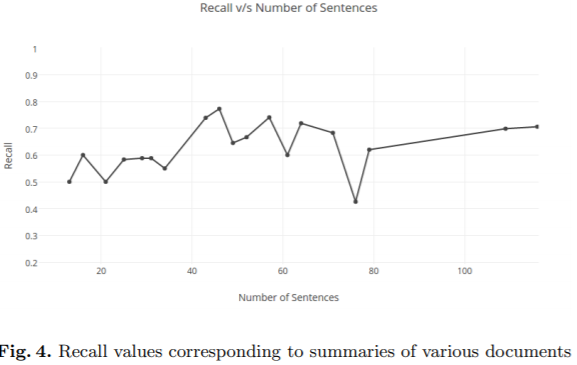 Recall v/s Number of Sentences
1
0.9
0.8
0.7
0.6
0.5
0.4
0.3
0.2
Recall
20 40 60 80 100
Number of Sentences
Fig. 4. Recall values corresponding to summaries of various documents